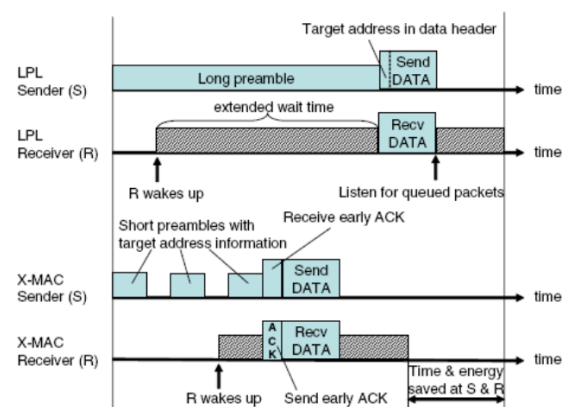 Target address in data header
LPL
Sender (S)
Long preamble
Send
DATA
time
extended wait time
LPL
Receiver (R)
Recv
DATA
time
R wakes up
Listen for queued packets
Short preambles with
target address information
Receive early ACK
X-MAC
Sender (S)
Send
DATA
time
X-MAC
Receiver (R)
A
C
K
Recv
DATA
time
R wakes up
Send early ACK
Time & energy
saved at S & R